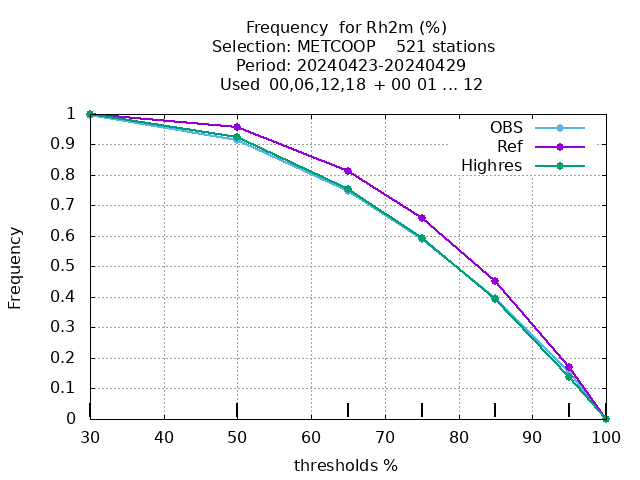 Frequency  for Rh2m (%)
Selection: METCOOP    521 stations
Period: 20240423-20240429
Used  00,06,12,18  + 00 01 ... 12
OBS
Ref
Highres
1
0.9
0.8
0.7
0.6
0.5
0.4
0.3
0.2
0.1
0
Frequency
30 40 50 60 70 80 90 100
thresholds %